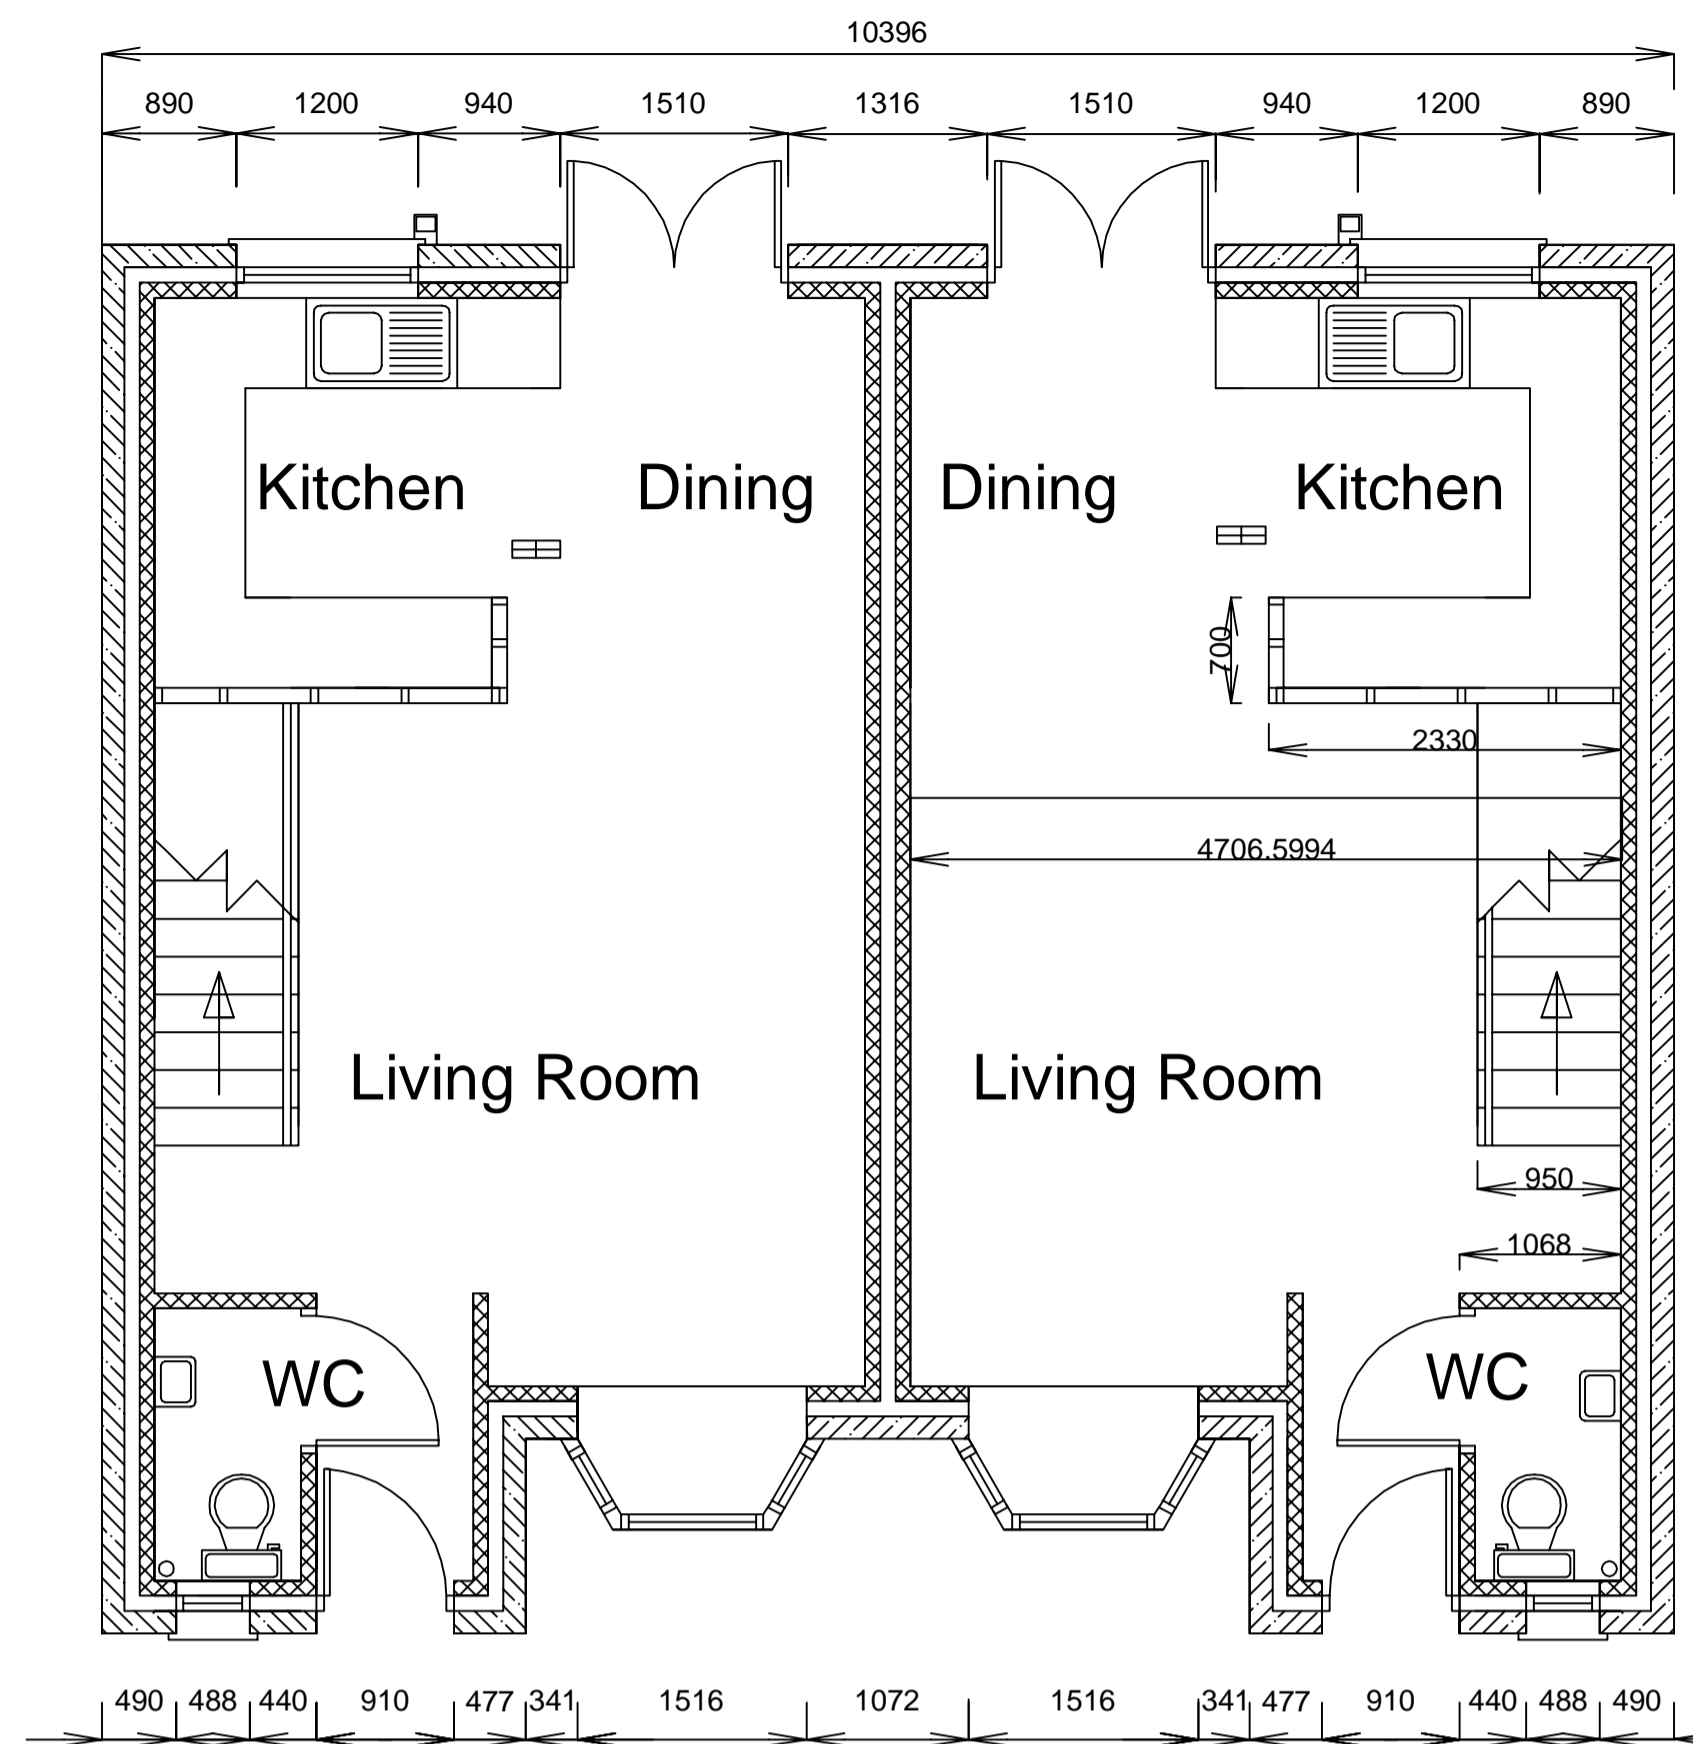 10396
890 1200 940 1510 1316 1510 940 1200 890
Kitchen Dining Dining Kitchen
700
2330
4706.5994
Living Room Living Room
950
1068
WC WC
490 488 440 910 477 341 1516 1072 1516 341 477 910 440 488 490